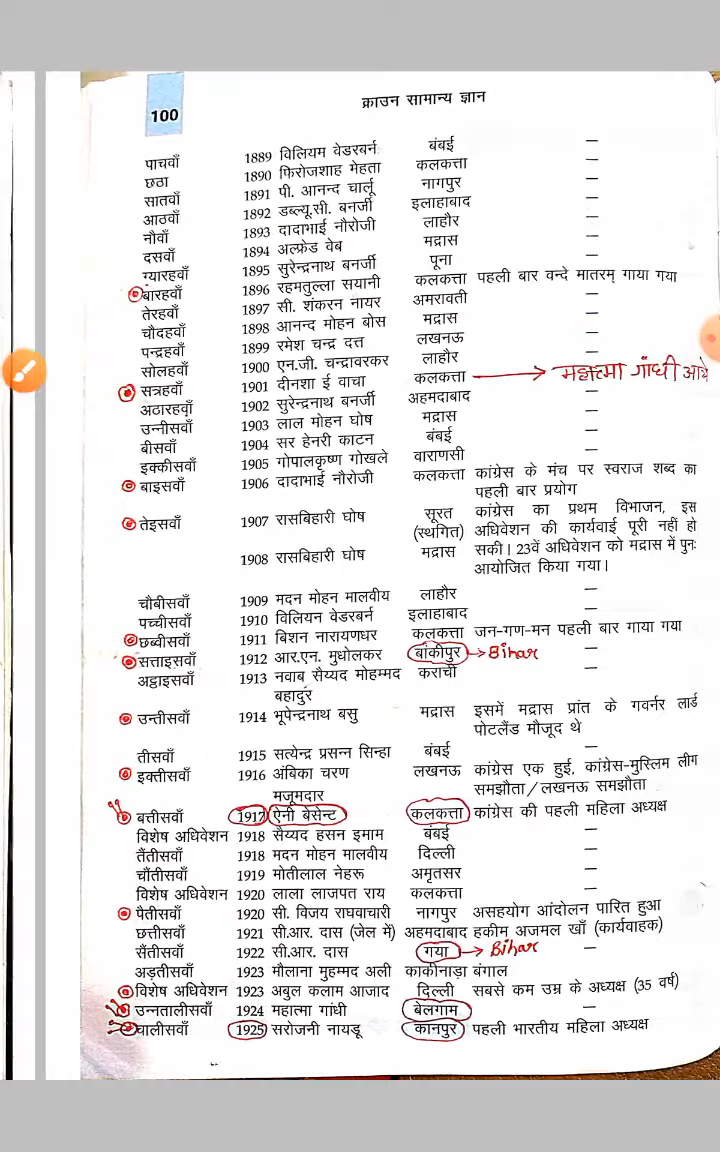 100
क्राउन सामान्य ज्ञान
पाचवाँ 1889 विलियम वेडरबर्न बंबई –
छठा 1890 फिरोजशाह मेहता कलकत्ता –
सातवाँ 1891 पी. आनन्द चार्लू नागपुर –
आठवाँ 1892 डब्ल्यू.सी. बनर्जी इलाहाबाद –
नौवाँ 1893 दादाभाई नौरोजी लाहौर –
दसवाँ 1894 अल्फ्रेड वेब मद्रास –
ग्यारहवाँ 1895 सुरेन्द्रनाथ बनर्जी पूना –
बारहवाँ 1896 रहमतुल्ला सयानी कलकत्ता पहली बार वन्दे मातरम् गाया गया
तेरहवाँ 1897 सी. शंकरन नायर अमरावती –
चौदहवाँ 1898 आनन्द मोहन बोस मद्रास –
पन्द्रहवाँ 1899 रमेश चन्द्र दत्त लखनऊ –
सोलहवाँ 1900 एन.जी. चन्द्रावरकर लाहौर –
सत्रहवाँ 1901 दीनशा ई वाचा कलकत्ता → महात्मा गाँधी आये
अठारहवाँ 1902 सुरेन्द्रनाथ बनर्जी अहमदाबाद –
उन्नीसवाँ 1903 लाल मोहन घोष मद्रास –
बीसवाँ 1904 सर हेनरी काटन बंबई –
इक्कीसवाँ 1905 गोपालकृष्ण गोखले वाराणसी –
बाइसवाँ 1906 दादाभाई नौरोजी कलकत्ता कांग्रेस के मंच पर स्वराज शब्द का
पहली बार प्रयोग
तेइसवाँ 1907 रासबिहारी घोष सूरत कांग्रेस का प्रथम विभाजन, इस
(स्थगित) अधिवेशन की कार्यवाई पूरी नहीं हो
1908 रासबिहारी घोष मद्रास सकी। 23वें अधिवेशन को मद्रास में पुनः
आयोजित किया गया।
चौबीसवाँ 1909 मदन मोहन मालवीय लाहौर –
पच्चीसवाँ 1910 विलियन वेडरबर्न इलाहाबाद –
छब्बीसवाँ 1911 बिशन नारायणधर कलकत्ता जन-गण-मन पहली बार गाया गया
सत्ताइसवाँ 1912 आर.एन. मुधोलकर बांकीपुर → Bihar –
अट्ठाइसवाँ 1913 नवाब सैय्यद मोहम्मद कराची –
बहादुर
उन्तीसवाँ 1914 भूपेन्द्रनाथ बसु मद्रास इसमें मद्रास प्रांत के गवर्नर लार्ड
पोटलैंड मौजूद थे
तीसवाँ 1915 सत्येन्द्र प्रसन्न सिन्हा बंबई –
इक्तीसवाँ 1916 अंबिका चरण लखनऊ कांग्रेस एक हुई, कांग्रेस-मुस्लिम लीग
मजूमदार समझौता/लखनऊ समझौता
बत्तीसवाँ 1917 ऐनी बेसेन्ट कलकत्ता कांग्रेस की पहली महिला अध्यक्ष
विशेष अधिवेशन 1918 सैय्यद हसन इमाम बंबई –
तैंतीसवाँ 1918 मदन मोहन मालवीय दिल्ली –
चौंतीसवाँ 1919 मोतीलाल नेहरू अमृतसर –
विशेष अधिवेशन 1920 लाला लाजपत राय कलकत्ता –
पैतीसवाँ 1920 सी. विजय राघवाचारी नागपुर असहयोग आंदोलन पारित हुआ
छत्तीसवाँ 1921 सी.आर. दास (जेल में) अहमदाबाद हकीम अजमल खाँ (कार्यवाहक)
सैंतीसवाँ 1922 सी.आर. दास गया → Bihar –
अड़तीसवाँ 1923 मौलाना मुहम्मद अली काकीनाड़ा बंगाल
विशेष अधिवेशन 1923 अबुल कलाम आजाद दिल्ली सबसे कम उम्र के अध्यक्ष (35 वर्ष)
उन्नतालीसवाँ 1924 महात्मा गांधी बेलगाम –
चालीसवाँ 1925 सरोजनी नायडू कानपुर पहली भारतीय महिला अध्यक्ष